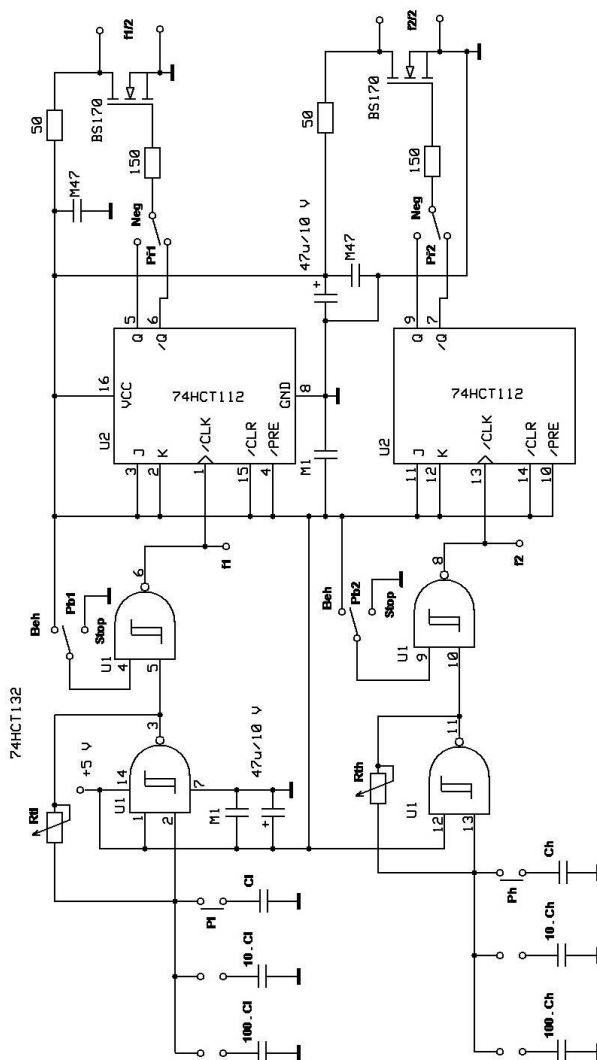 f1/2
50
BS170
150
M47
Neg
Př1
5
6
Q
/Q
16
VCC
74HCT112
GND
8
U2
J
K
/CLK
/CLR
/PRE
3
2
1
15
4
M1
47u/10 V
+
M47
f1
6
Beh
Pb1
Stop
U1
4
5
74HCT132
3
Rtl
+5 V
14
U1
7
1
2
M1
47u/10 V
+
Pl
Cl
10.Cl
100.Cl
f2/2
50
BS170
150
Neg
Př2
9
7
Q
/Q
74HCT112
U2
J
K
/CLK
/CLR
/PRE
11
12
13
14
10
f2
8
Beh
Pb2
Stop
U1
9
10
11
Rth
U1
12
13
Ph
Ch
10.Ch
100.Ch